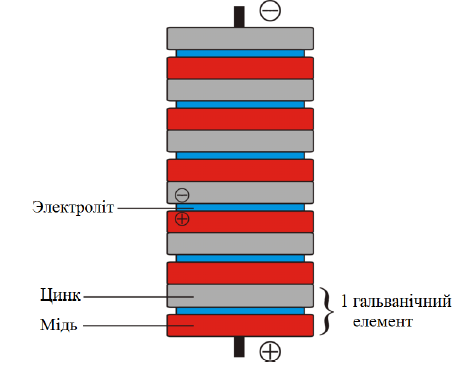 −
−
Электроліт
+
Цинк
1 гальванічний
елемент
Мідь
+